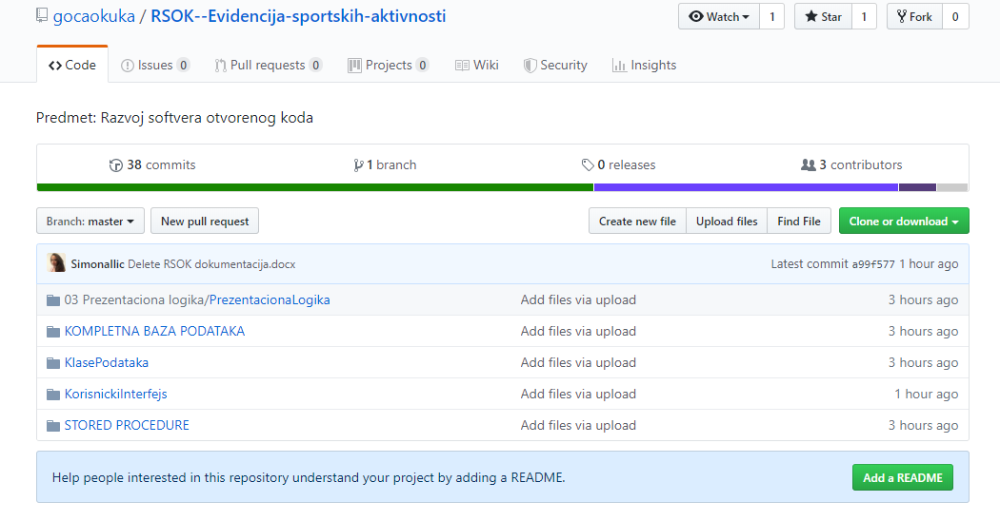 gocaokuka / RSOK--Evidencija-sportskih-aktivnosti
Watch 1 Star 1 Fork 0
Code Issues 0 Pull requests 0 Projects 0 Wiki Security Insights
Predmet: Razvoj softvera otvorenog koda
38 commits 1 branch 0 releases 3 contributors
Branch: master New pull request Create new file Upload files Find File Clone or download
Simonallic Delete RSOK dokumentacija.docx Latest commit a99f577 1 hour ago
03 Prezentaciona logika/PrezentacionaLogika Add files via upload 3 hours ago
KOMPLETNA BAZA PODATAKA Add files via upload 3 hours ago
KlasePodataka Add files via upload 3 hours ago
KorisnickiInterfejs Add files via upload 1 hour ago
STORED PROCEDURE Add files via upload 3 hours ago
Help people interested in this repository understand your project by adding a README. Add a README